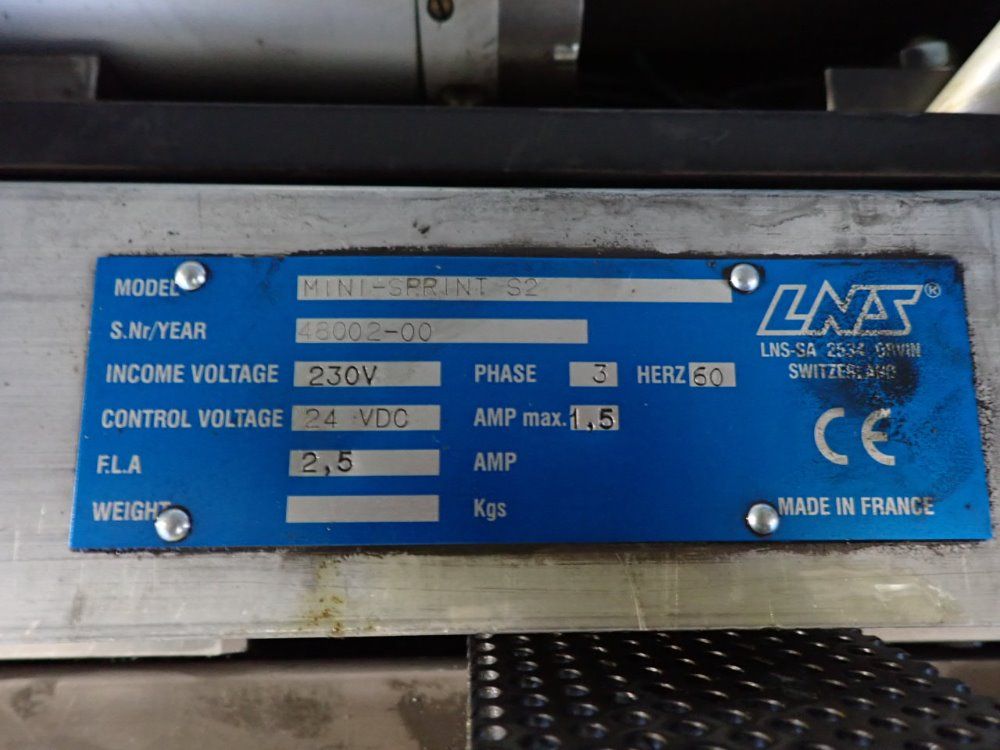 MODEL MINI-SPRINT S2
S.Nr/YEAR 48002-00
INCOME VOLTAGE 230V PHASE 3 HERZ 60
CONTROL VOLTAGE 24 VDC AMP max. 1,5
F.L.A 2,5 AMP
WEIGHT Kgs
LNS®
LNS-SA 2534 ORVIN
SWITZERLAND
CE
MADE IN FRANCE